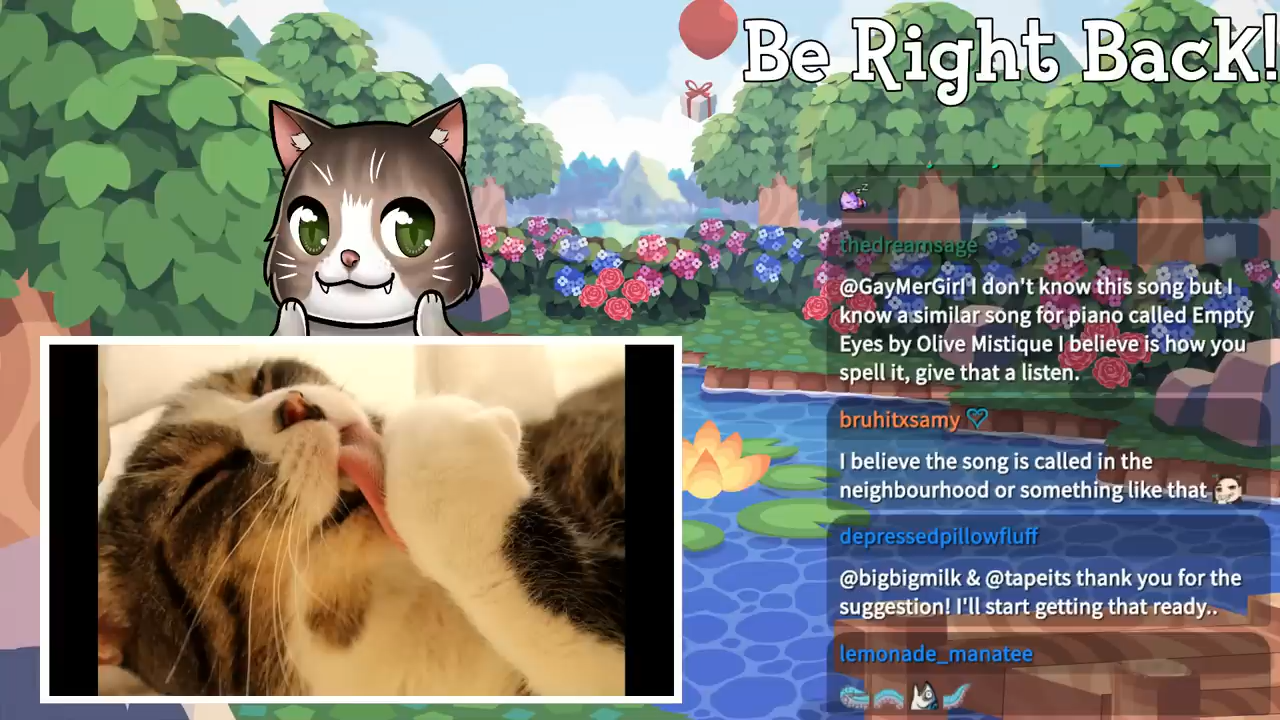 Be Right Back!
thedreamsage
@GayMerGirl I don't know this song but I
know a similar song for piano called Empty
Eyes by Olive Mistique I believe is how you
spell it, give that a listen.
bruhitxsamy
I believe the song is called in the
neighbourhood or something like that
depressedpillowfluff
@bigbigmilk & @tapeits thank you for the
suggestion! I'll start getting that ready..
lemonade_manatee